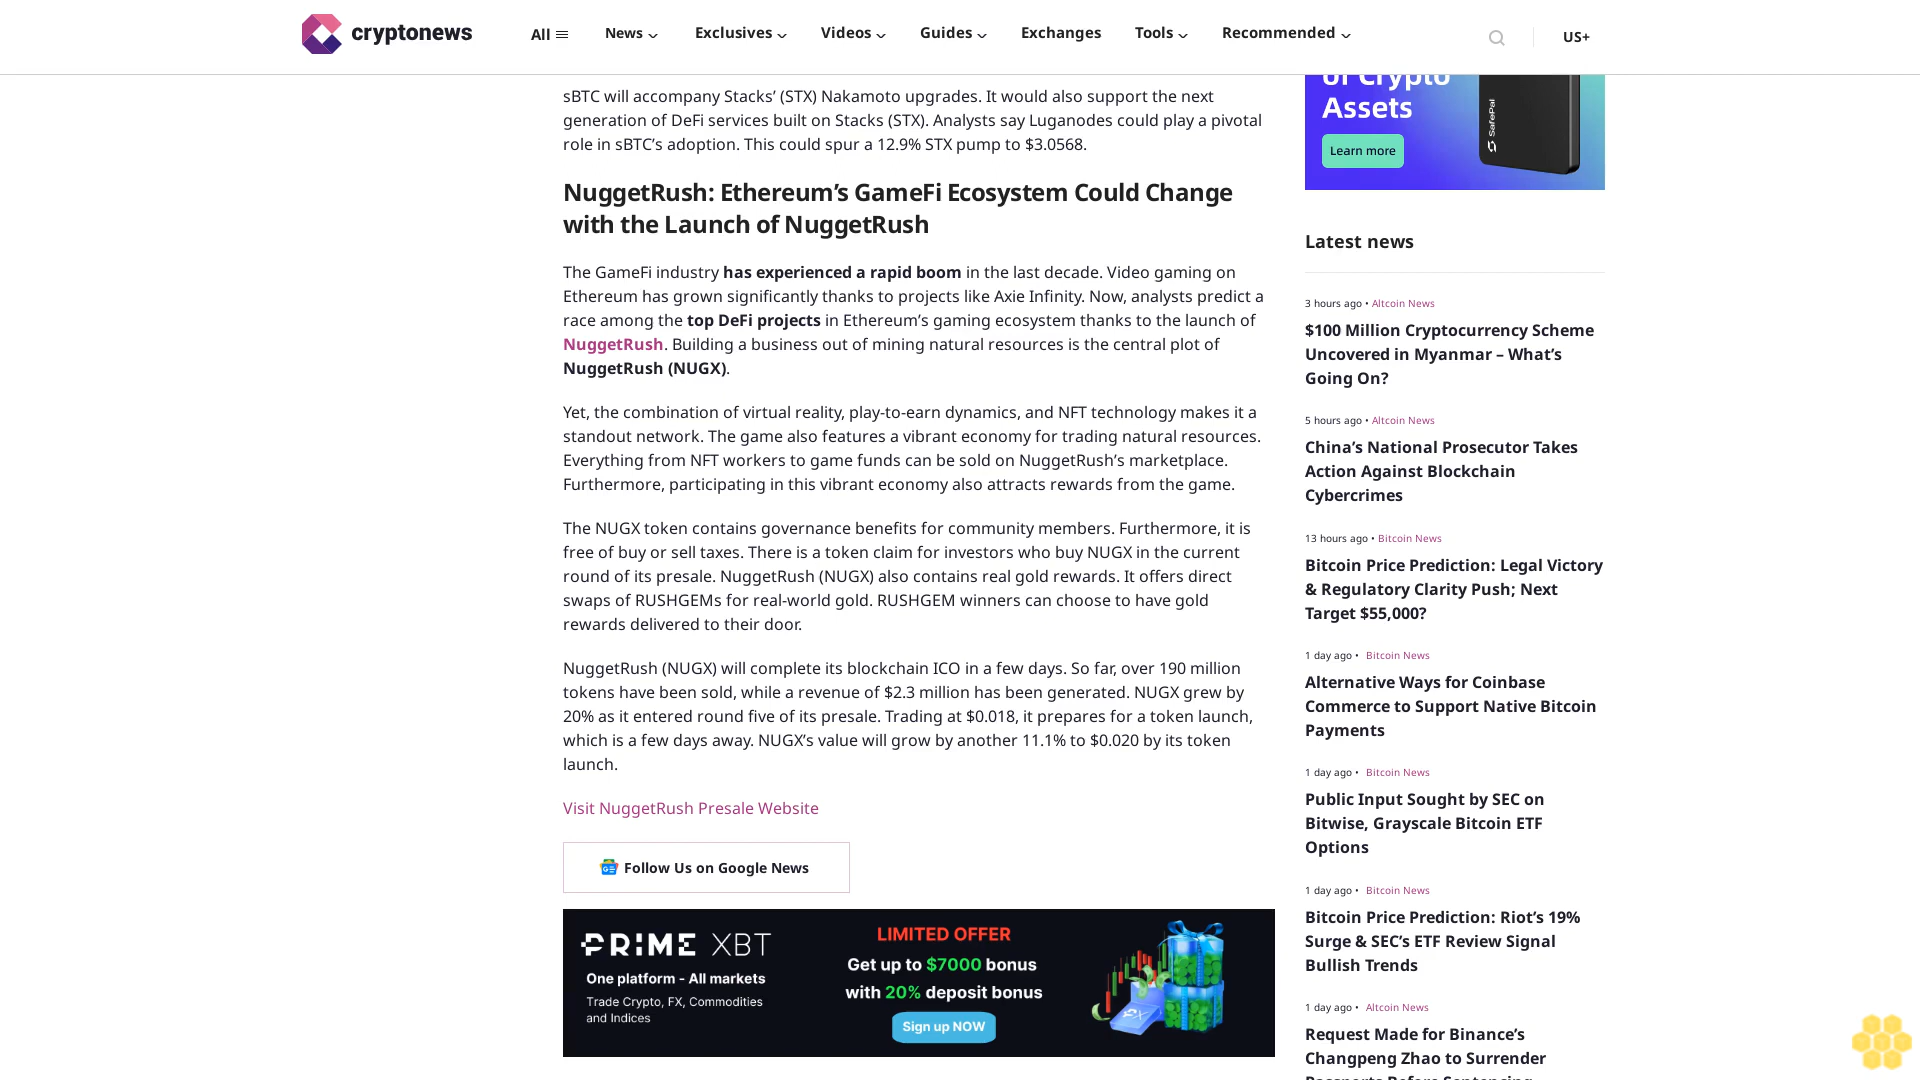 cryptonews
All
News
Exclusives
Videos
Guides
Exchanges
Tools
Recommended
US+
sBTC will accompany Stacks’ (STX) Nakamoto upgrades. It would also support the next
generation of DeFi services built on Stacks (STX). Analysts say Luganodes could play a pivotal
role in sBTC’s adoption. This could spur a 12.9% STX pump to $3.0568.
NuggetRush: Ethereum’s GameFi Ecosystem Could Change
with the Launch of NuggetRush
The GameFi industry has experienced a rapid boom in the last decade. Video gaming on
Ethereum has grown significantly thanks to projects like Axie Infinity. Now, analysts predict a
race among the top DeFi projects in Ethereum’s gaming ecosystem thanks to the launch of
NuggetRush. Building a business out of mining natural resources is the central plot of
NuggetRush (NUGX).
Yet, the combination of virtual reality, play-to-earn dynamics, and NFT technology makes it a
standout network. The game also features a vibrant economy for trading natural resources.
Everything from NFT workers to game funds can be sold on NuggetRush’s marketplace.
Furthermore, participating in this vibrant economy also attracts rewards from the game.
The NUGX token contains governance benefits for community members. Furthermore, it is
free of buy or sell taxes. There is a token claim for investors who buy NUGX in the current
round of its presale. NuggetRush (NUGX) also contains real gold rewards. It offers direct
swaps of RUSHGEMs for real-world gold. RUSHGEM winners can choose to have gold
rewards delivered to their door.
NuggetRush (NUGX) will complete its blockchain ICO in a few days. So far, over 190 million
tokens have been sold, while a revenue of $2.3 million has been generated. NUGX grew by
20% as it entered round five of its presale. Trading at $0.018, it prepares for a token launch,
which is a few days away. NUGX’s value will grow by another 11.1% to $0.020 by its token
launch.
Visit NuggetRush Presale Website
Follow Us on Google News
PRIME XBT
One platform - All markets
Trade Crypto, FX, Commodities
and Indices
LIMITED OFFER
Get up to $7000 bonus
with 20% deposit bonus
Sign up NOW
of Crypto
Assets
Learn more
SafePal
Latest news
3 hours ago • Altcoin News
$100 Million Cryptocurrency Scheme
Uncovered in Myanmar – What’s
Going On?
5 hours ago • Altcoin News
China’s National Prosecutor Takes
Action Against Blockchain
Cybercrimes
13 hours ago • Bitcoin News
Bitcoin Price Prediction: Legal Victory
& Regulatory Clarity Push; Next
Target $55,000?
1 day ago • Bitcoin News
Alternative Ways for Coinbase
Commerce to Support Native Bitcoin
Payments
1 day ago • Bitcoin News
Public Input Sought by SEC on
Bitwise, Grayscale Bitcoin ETF
Options
1 day ago • Bitcoin News
Bitcoin Price Prediction: Riot’s 19%
Surge & SEC’s ETF Review Signal
Bullish Trends
1 day ago • Altcoin News
Request Made for Binance’s
Changpeng Zhao to Surrender
Passports Before Sentencing